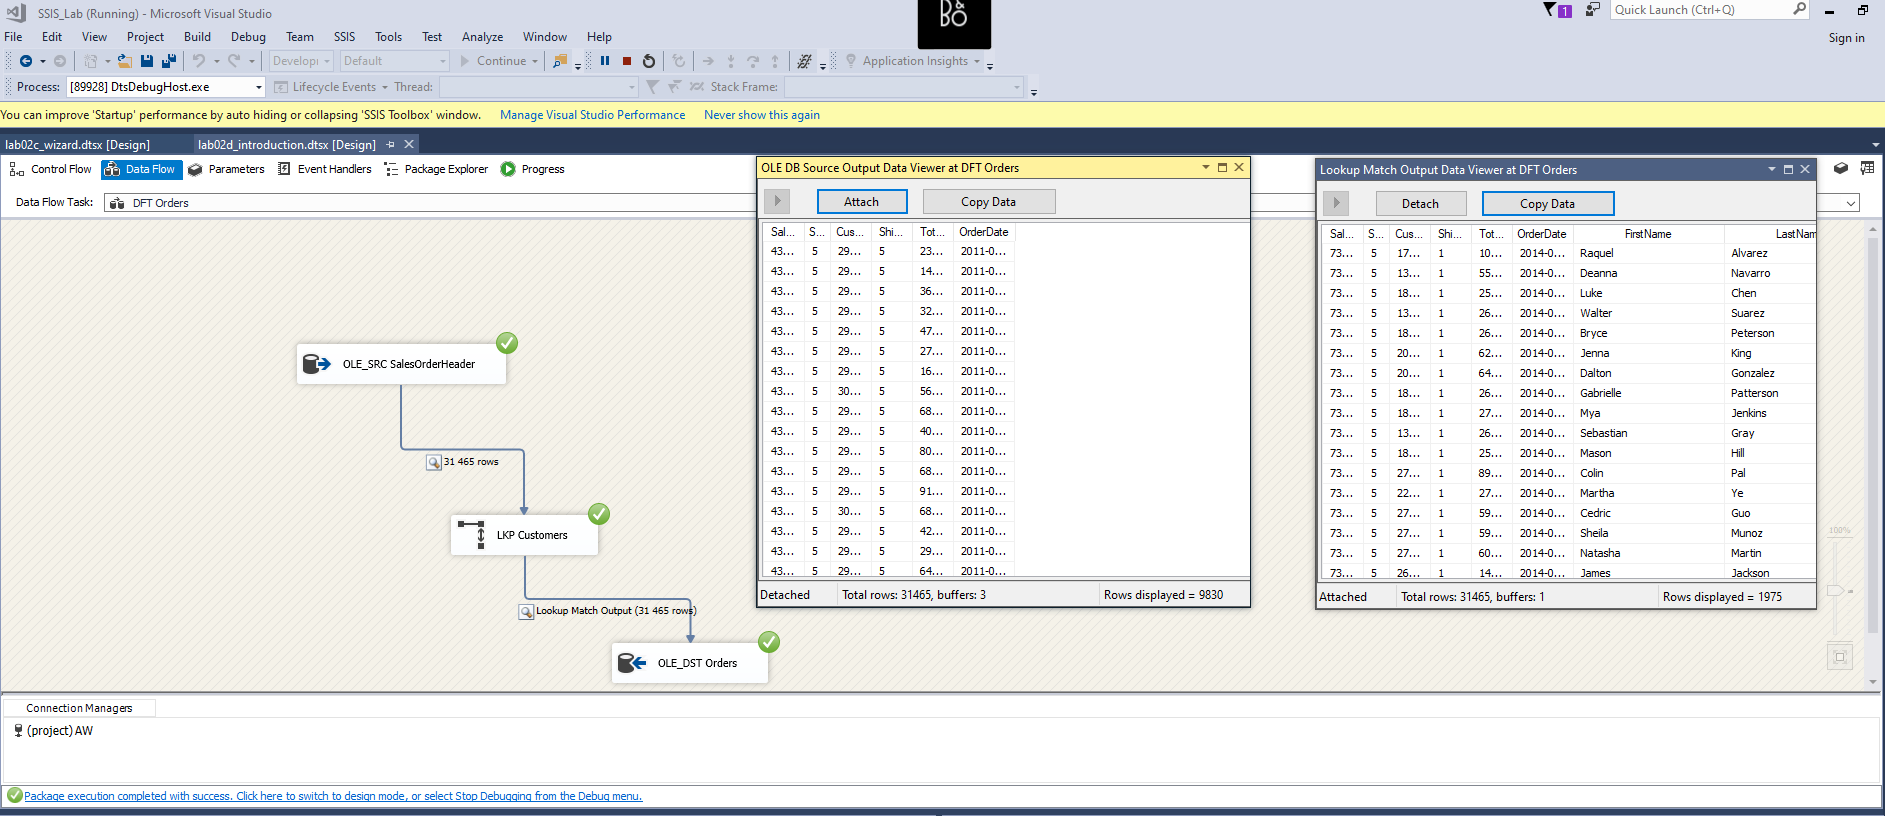 SSIS_Lab (Running) - Microsoft Visual Studio
B&O
1
Quick Launch (Ctrl+Q)
File Edit View Project Build Debug Team SSIS Tools Test Analyze Window Help
Sign in
Develop Default Continue Application Insights
Process: [89928] DtsDebugHost.exe Lifecycle Events Thread: Stack Frame:
You can improve 'Startup' performance by auto hiding or collapsing 'SSIS Toolbox' window. Manage Visual Studio Performance Never show this again
lab02c_wizard.dtsx [Design] lab02d_introduction.dtsx [Design]
Control Flow Data Flow Parameters Event Handlers Package Explorer Progress
Data Flow Task: DFT Orders
OLE_SRC SalesOrderHeader
31 465 rows
LKP Customers
Lookup Match Output (31 465 rows)
OLE_DST Orders
OLE DB Source Output Data Viewer at DFT Orders
Attach Copy Data
Sal... S... Cus... Shi... Tot... OrderDate
43... 5 29... 5 23... 2011-0...
43... 5 29... 5 14... 2011-0...
43... 5 29... 5 36... 2011-0...
43... 5 29... 5 32... 2011-0...
43... 5 29... 5 47... 2011-0...
43... 5 29... 5 27... 2011-0...
43... 5 29... 5 16... 2011-0...
43... 5 30... 5 56... 2011-0...
43... 5 29... 5 68... 2011-0...
43... 5 29... 5 40... 2011-0...
43... 5 29... 5 80... 2011-0...
43... 5 29... 5 68... 2011-0...
43... 5 29... 5 91... 2011-0...
43... 5 30... 5 68... 2011-0...
43... 5 29... 5 42... 2011-0...
43... 5 29... 5 29... 2011-0...
43... 5 29... 5 64... 2011-0...
Detached Total rows: 31465, buffers: 3 Rows displayed = 9830
Lookup Match Output Data Viewer at DFT Orders
Detach Copy Data
Sal... S... Cus... Shi... Tot... OrderDate FirstName LastNam
73... 5 17... 1 10... 2014-0... Raquel Alvarez
73... 5 13... 1 55... 2014-0... Deanna Navarro
73... 5 18... 1 25... 2014-0... Luke Chen
73... 5 13... 1 26... 2014-0... Walter Suarez
73... 5 18... 1 26... 2014-0... Bryce Peterson
73... 5 20... 1 62... 2014-0... Jenna King
73... 5 20... 1 64... 2014-0... Dalton Gonzalez
73... 5 18... 1 26... 2014-0... Gabrielle Patterson
73... 5 18... 1 27... 2014-0... Mya Jenkins
73... 5 13... 1 26... 2014-0... Sebastian Gray
73... 5 18... 1 25... 2014-0... Mason Hill
73... 5 27... 1 89... 2014-0... Colin Pal
73... 5 22... 1 27... 2014-0... Martha Ye
73... 5 27... 1 59... 2014-0... Cedric Guo
73... 5 27... 1 59... 2014-0... Sheila Munoz
73... 5 27... 1 60... 2014-0... Natasha Martin
73... 5 26... 1 14... 2014-0... James Jackson
Attached Total rows: 31465, buffers: 1 Rows displayed = 1975
100%
Connection Managers
(project) AW
Package execution completed with success. Click here to switch to design mode, or select Stop Debugging from the Debug menu.